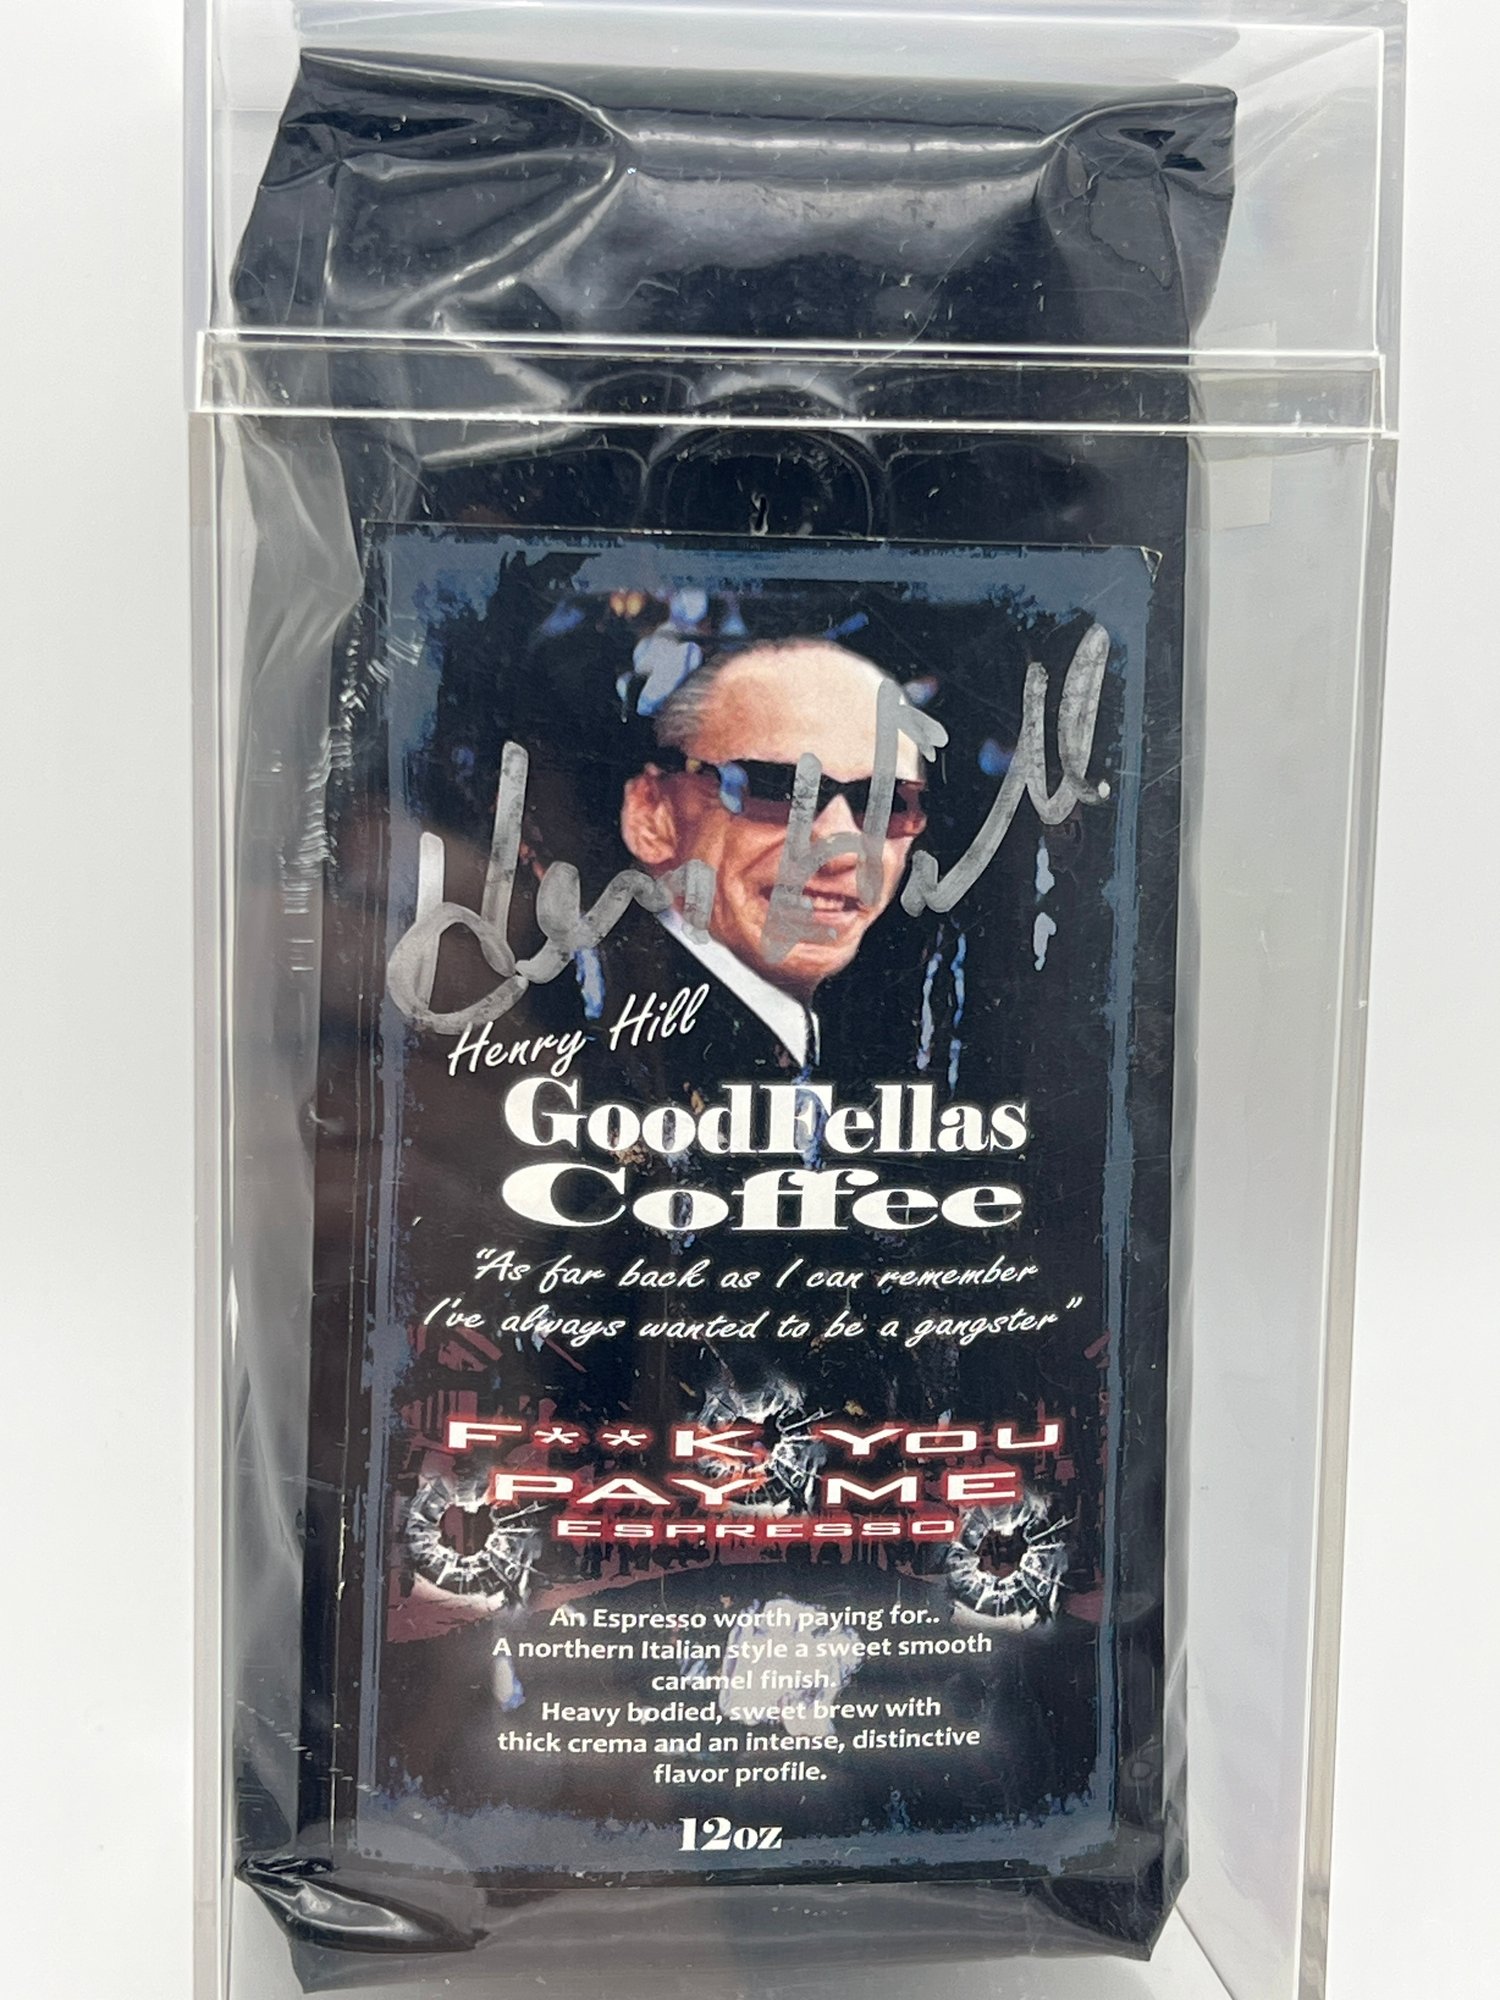 Henry Hill
Henry Hill
GoodFellas
Coffee
"As far back as I can remember
I've always wanted to be a gangster"
F**K YOU
PAY ME
ESPRESSO
An Espresso worth paying for..
A northern Italian style a sweet smooth
caramel finish.
Heavy bodied, sweet brew with
thick crema and an intense, distinctive
flavor profile.
12oz